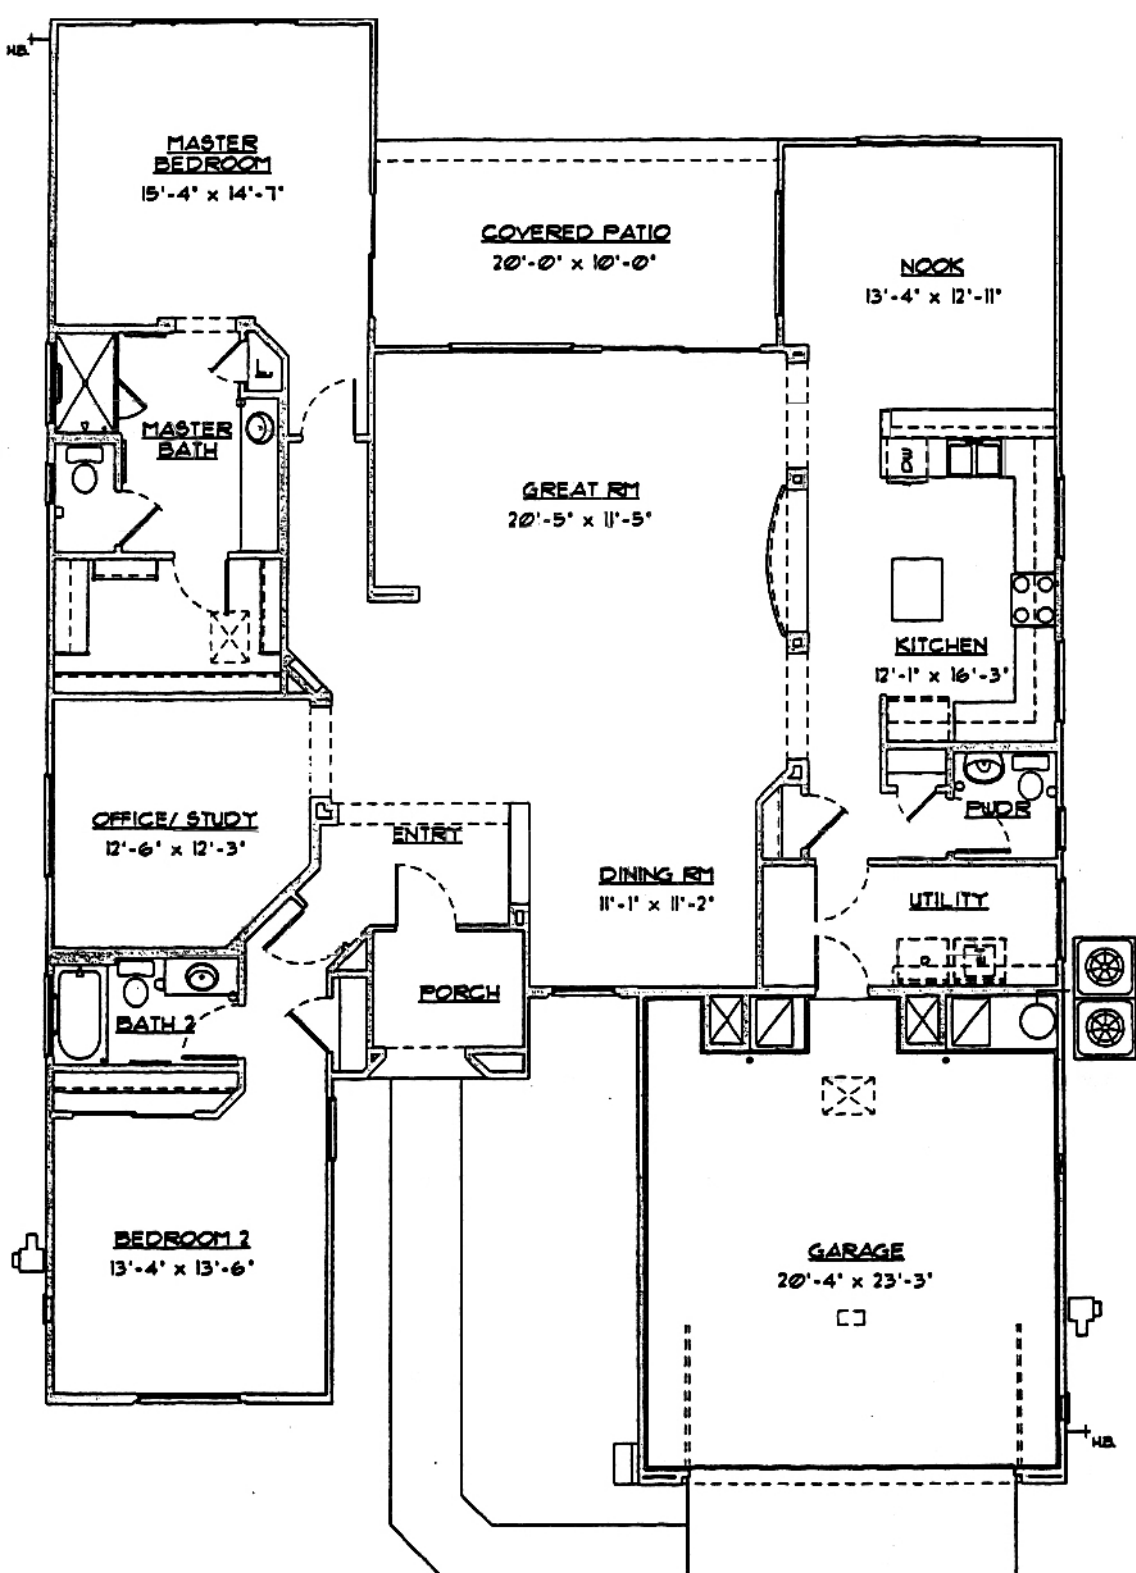 H.B.
MASTER
BEDROOM
15'-4" x 14'-7"
COVERED PATIO
20'-0" x 10'-0"
NOOK
13'-4" x 12'-11"
MASTER
BATH
DW
GREAT RM
20'-5" x 11'-5"
KITCHEN
12'-1" x 16'-3"
OFFICE/ STUDY
12'-6" x 12'-3"
ENTRY
PWDR
DINING RM
11'-1" x 11'-2"
UTILITY
D
W
PORCH
BATH 2
BEDROOM 2
13'-4" x 13'-6"
GARAGE
20'-4" x 23'-3"
H.B.